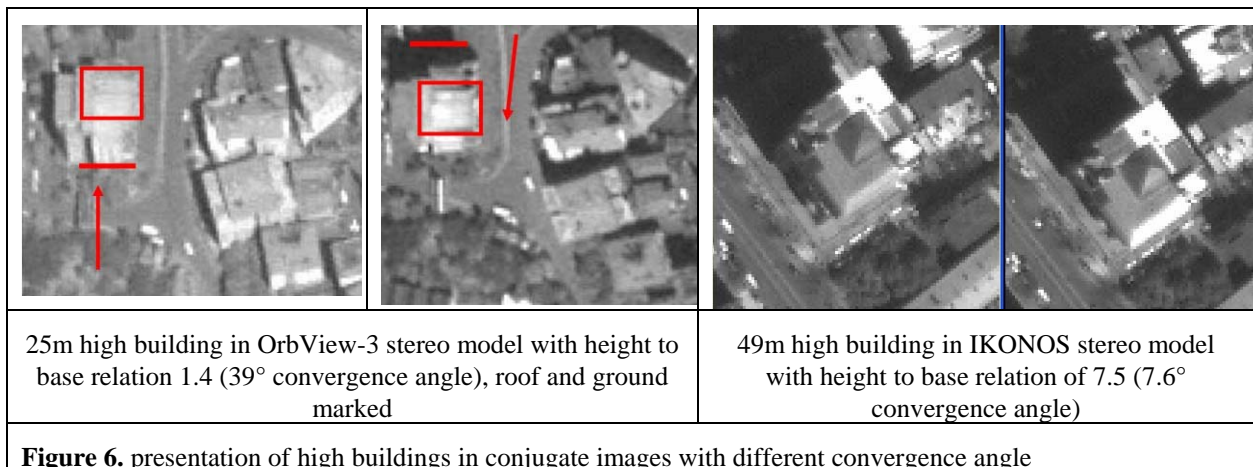 25m high building in OrbView-3 stereo model with height to
base relation 1.4 (39° convergence angle), roof and ground
marked
49m high building in IKONOS stereo model
with height to base relation of 7.5 (7.6°
convergence angle)
Figure 6. presentation of high buildings in conjugate images with different convergence angle